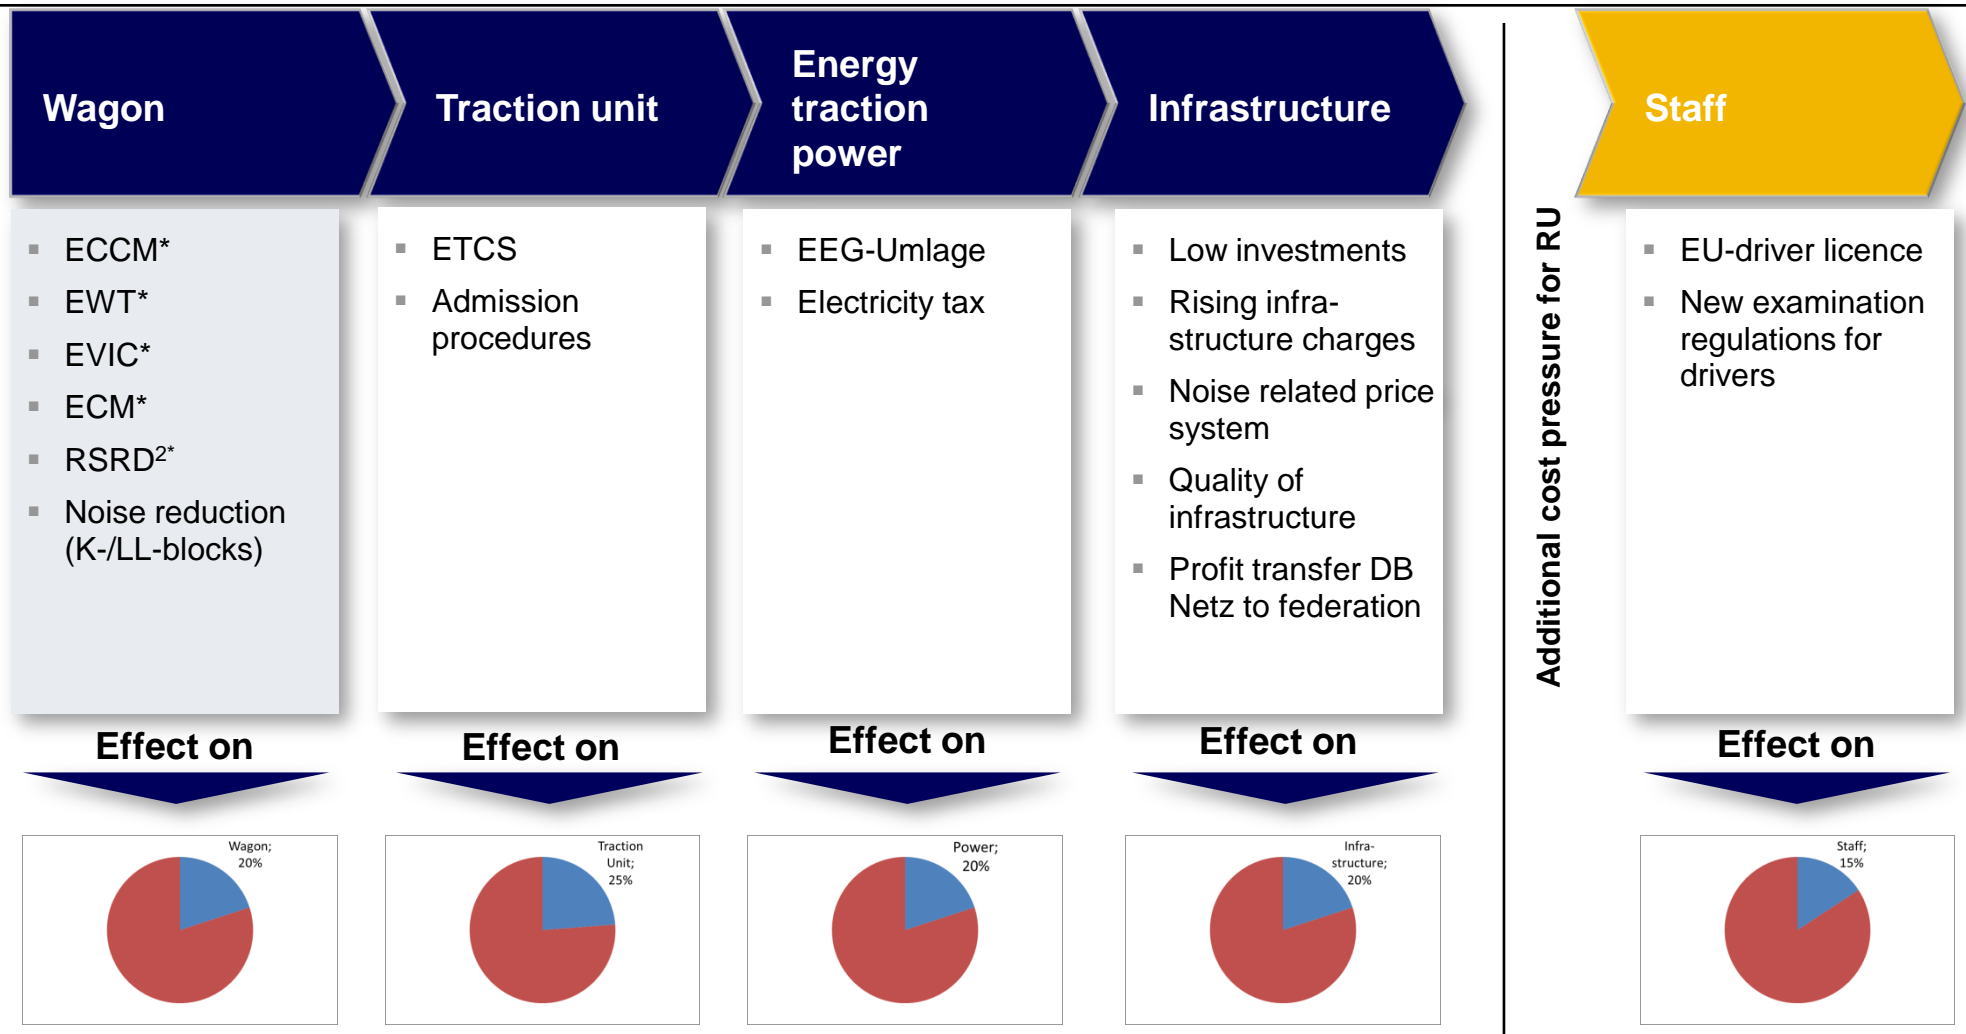 Wagon
Traction unit
Energy
traction
power
Infrastructure
Staff
ECCM*
EWT*
EVIC*
ECM*
RSRD2*
Noise reduction
(K-/LL-blocks)
ETCS
Admission
procedures
EEG-Umlage
Electricity tax
Low investments
Rising infra-
structure charges
Noise related price
system
Quality of
infrastructure
Profit transfer DB
Netz to federation
Additional cost pressure for RU
EU-driver licence
New examination
regulations for
drivers
Effect on
Effect on
Effect on
Effect on
Effect on
Wagon;
20%
Traction
Unit;
25%
Power;
20%
Infra-
structure;
20%
Staff;
15%